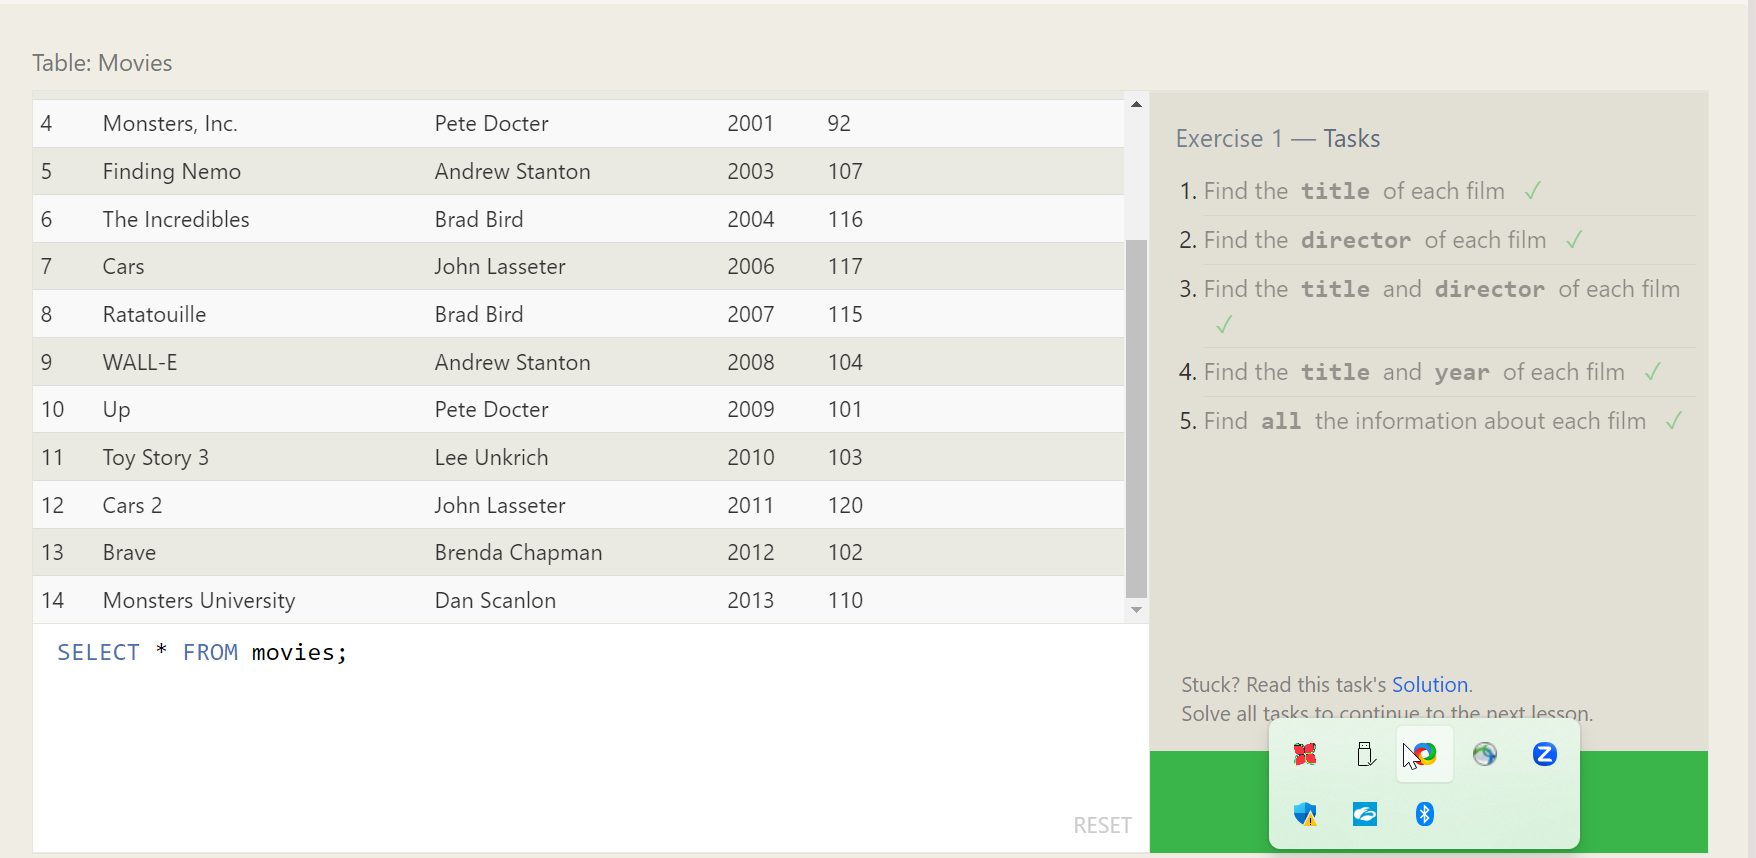 Table: Movies
4 Monsters, Inc. Pete Docter 2001 92
5 Finding Nemo Andrew Stanton 2003 107
6 The Incredibles Brad Bird 2004 116
7 Cars John Lasseter 2006 117
8 Ratatouille Brad Bird 2007 115
9 WALL-E Andrew Stanton 2008 104
10 Up Pete Docter 2009 101
11 Toy Story 3 Lee Unkrich 2010 103
12 Cars 2 John Lasseter 2011 120
13 Brave Brenda Chapman 2012 102
14 Monsters University Dan Scanlon 2013 110
SELECT * FROM movies;
RESET
Exercise 1 — Tasks
1. Find the title of each film ✓
2. Find the director of each film ✓
3. Find the title and director of each film
✓
4. Find the title and year of each film ✓
5. Find all the information about each film ✓
Stuck? Read this task's Solution.
Solve all tasks to continue to the next lesson.
Z